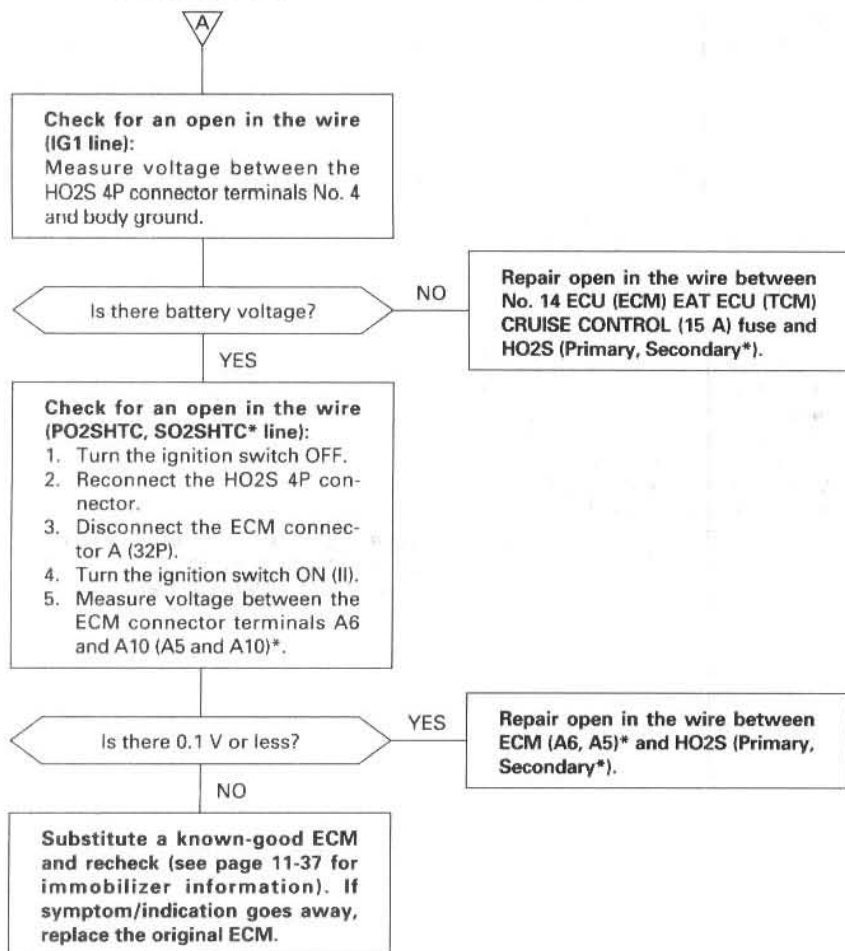 A
Check for an open in the wire
(IG1 line):
Measure voltage between the
HO2S 4P connector terminals No. 4
and body ground.
Is there battery voltage?
NO
Repair open in the wire between
No. 14 ECU (ECM) EAT ECU (TCM)
CRUISE CONTROL (15 A) fuse and
HO2S (Primary, Secondary*).
YES
Check for an open in the wire
(PO2SHTC, SO2SHTC* line):
1. Turn the ignition switch OFF.
2. Reconnect the HO2S 4P con-
nector.
3. Disconnect the ECM connec-
tor A (32P).
4. Turn the ignition switch ON (II).
5. Measure voltage between the
ECM connector terminals A6
and A10 (A5 and A10)*.
Is there 0.1 V or less?
YES
Repair open in the wire between
ECM (A6, A5)* and HO2S (Primary,
Secondary*).
NO
Substitute a known-good ECM
and recheck (see page 11-37 for
immobilizer information). If
symptom/indication goes away,
replace the original ECM.